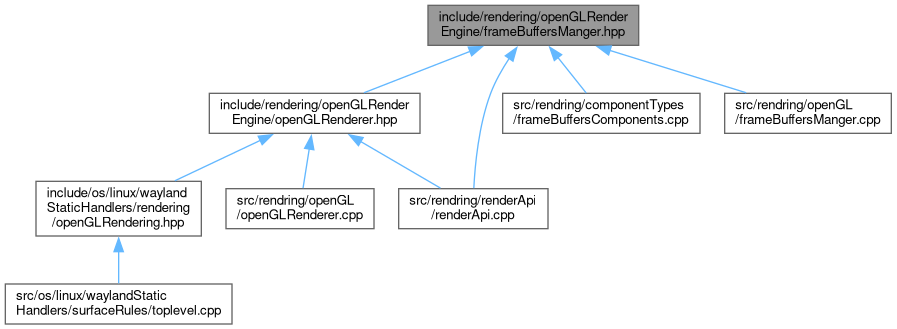 include/rendering/openGLRender
Engine/frameBuffersManger.hpp
include/rendering/openGLRender
Engine/openGLRenderer.hpp
src/rendring/componentTypes
/frameBuffersComponents.cpp
src/rendring/openGL
/frameBuffersManger.cpp
include/os/linux/wayland
StaticHandlers/rendering
/openGLRendering.hpp
src/rendring/openGL
/openGLRenderer.cpp
src/rendring/renderApi
/renderApi.cpp
src/os/linux/waylandStatic
Handlers/surfaceRules/toplevel.cpp